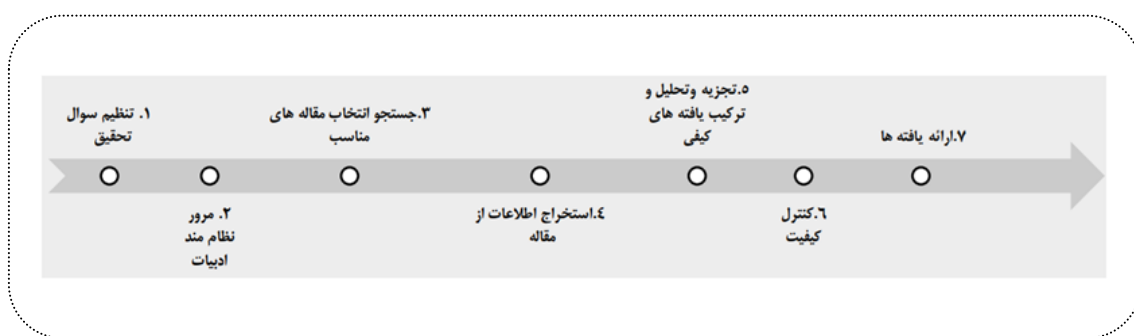 ۱. تنظیم سوال
تحقیق
۲. مرور
نظام مند
ادبیات
۳.جستجو انتخاب مقاله های
مناسب
٤.استخراج اطلاعات از
مقاله
٥.تجزیه وتحلیل و
ترکیب یافته های
کیفی
٦.کنترل
کیفیت
۷.ارائه یافته ها